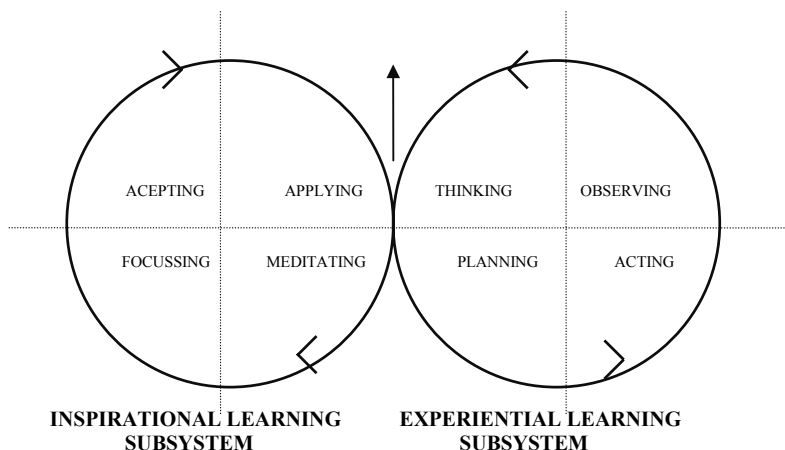 ACEPTING APPLYING THINKING OBSERVING
FOCUSSING MEDITATING PLANNING ACTING
INSPIRATIONAL LEARNING
SUBSYSTEM
EXPERIENTIAL LEARNING
SUBSYSTEM